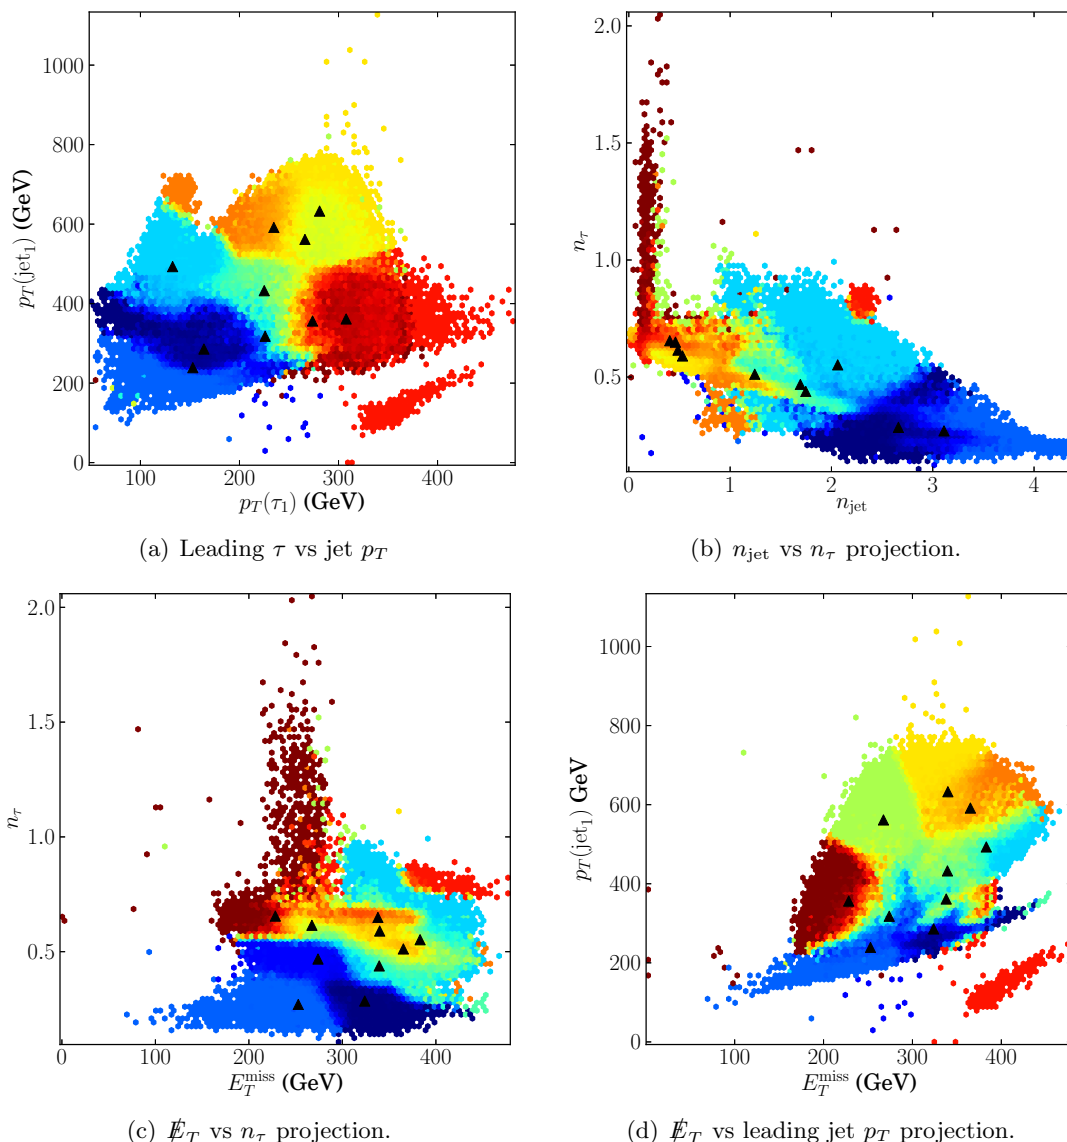 1000
800
600
400
200
0
p_T(jet_1) (GeV)
100 200 300 400
p_T(τ_1) (GeV)
(a) Leading τ vs jet p_T
2.0
1.5
1.0
0.5
n_τ
0 1 2 3 4
n_jet
(b) n_jet vs n_τ projection.
2.0
1.5
1.0
0.5
n_τ
0 100 200 300 400
E_T^miss (GeV)
(c) E̸_T vs n_τ projection.
1000
800
600
400
200
0
p_T(jet_1) GeV
100 200 300 400
E_T^miss (GeV)
(d) E̸_T vs leading jet p_T projection.